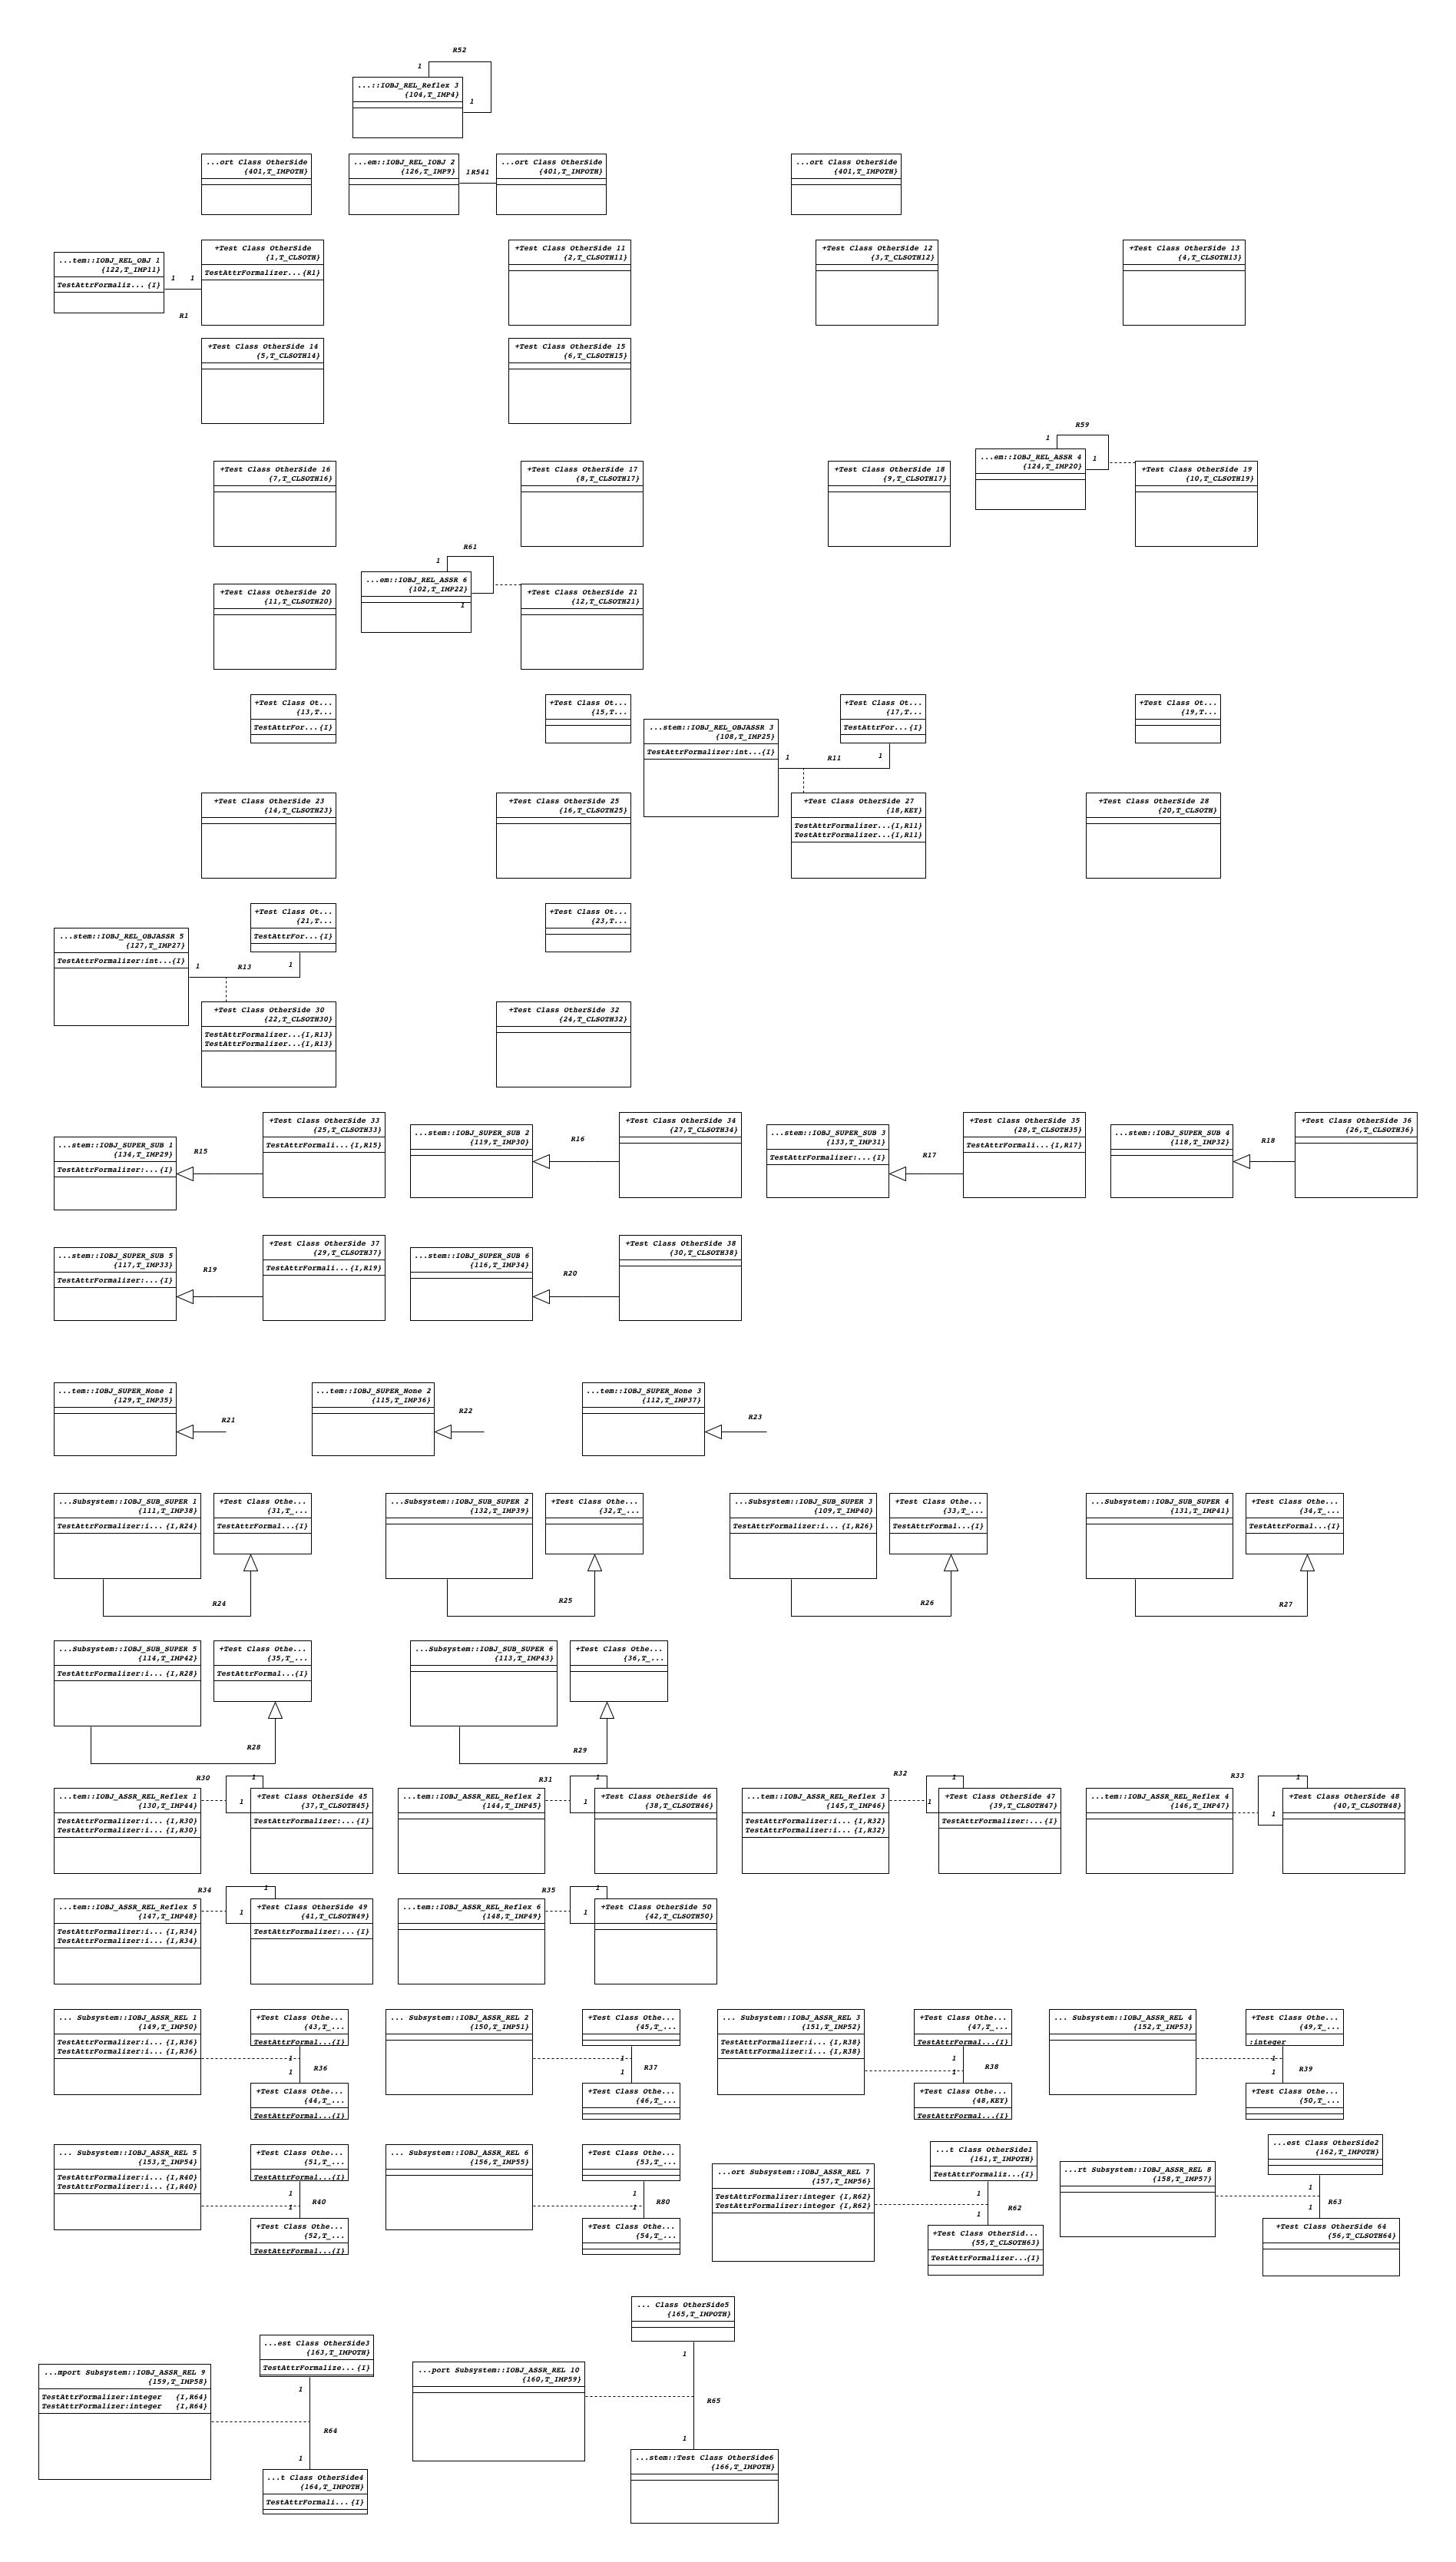 R52
1
...::IOBJ_REL_Reflex 3
{104,T_IMP4}
1
...ort Class OtherSide
{401,T_IMPOTH}
...em::IOBJ_REL_IOBJ 2
{126,T_IMP9}
1R541
...ort Class OtherSide
{401,T_IMPOTH}
...ort Class OtherSide
{401,T_IMPOTH}
...tem::IOBJ_REL_OBJ 1
{122,T_IMP11}
TestAttrFormaliz... {I}
1 1
R1
+Test Class OtherSide
{1,T_CLSOTH}
TestAttrFormalizer... {R1}
+Test Class OtherSide 11
{2,T_CLSOTH11}
+Test Class OtherSide 12
{3,T_CLSOTH12}
+Test Class OtherSide 13
{4,T_CLSOTH13}
+Test Class OtherSide 14
{5,T_CLSOTH14}
+Test Class OtherSide 15
{6,T_CLSOTH15}
+Test Class OtherSide 16
{7,T_CLSOTH16}
+Test Class OtherSide 17
{8,T_CLSOTH17}
+Test Class OtherSide 18
{9,T_CLSOTH17}
R59
1
...em::IOBJ_REL_ASSR 4
{124,T_IMP20}
1
+Test Class OtherSide 19
{10,T_CLSOTH19}
+Test Class OtherSide 20
{11,T_CLSOTH20}
R61
1
...em::IOBJ_REL_ASSR 6
{102,T_IMP22}
1
+Test Class OtherSide 21
{12,T_CLSOTH21}
+Test Class Ot...
{13,T...
TestAttrFor... {I}
+Test Class Ot...
{15,T...
...stem::IOBJ_REL_OBJASSR 3
{108,T_IMP25}
TestAttrFormalizer:int...{I}
1 R11 1
+Test Class Ot...
{17,T...
TestAttrFor... {I}
+Test Class Ot...
{19,T...
+Test Class OtherSide 23
{14,T_CLSOTH23}
+Test Class OtherSide 25
{16,T_CLSOTH25}
+Test Class OtherSide 27
{18,KEY}
TestAttrFormalizer...{I,R11}
TestAttrFormalizer...{I,R11}
+Test Class OtherSide 28
{20,T_CLSOTH}
...stem::IOBJ_REL_OBJASSR 5
{127,T_IMP27}
TestAttrFormalizer:int...{I}
1 R13 1
+Test Class Ot...
{21,T...
TestAttrFor... {I}
+Test Class Ot...
{23,T...
+Test Class OtherSide 30
{22,T_CLSOTH30}
TestAttrFormalizer...{I,R13}
TestAttrFormalizer...{I,R13}
+Test Class OtherSide 32
{24,T_CLSOTH32}
...stem::IOBJ_SUPER_SUB 1
{134,T_IMP29}
TestAttrFormalizer:... {I}
R15
+Test Class OtherSide 33
{25,T_CLSOTH33}
TestAttrFormali... {I,R15}
...stem::IOBJ_SUPER_SUB 2
{119,T_IMP30}
R16
+Test Class OtherSide 34
{27,T_CLSOTH34}
...stem::IOBJ_SUPER_SUB 3
{133,T_IMP31}
TestAttrFormalizer:... {I}
R17
+Test Class OtherSide 35
{28,T_CLSOTH35}
TestAttrFormali... {I,R17}
...stem::IOBJ_SUPER_SUB 4
{118,T_IMP32}
R18
+Test Class OtherSide 36
{26,T_CLSOTH36}
...stem::IOBJ_SUPER_SUB 5
{117,T_IMP33}
TestAttrFormalizer:... {I}
R19
+Test Class OtherSide 37
{29,T_CLSOTH37}
TestAttrFormali... {I,R19}
...stem::IOBJ_SUPER_SUB 6
{116,T_IMP34}
R20
+Test Class OtherSide 38
{30,T_CLSOTH38}
...tem::IOBJ_SUPER_None 1
{129,T_IMP35}
R21
...tem::IOBJ_SUPER_None 2
{115,T_IMP36}
R22
...tem::IOBJ_SUPER_None 3
{112,T_IMP37}
R23
...Subsystem::IOBJ_SUB_SUPER 1
{111,T_IMP38}
TestAttrFormalizer:i... {I,R24}
+Test Class Othe...
{31,T_...
TestAttrFormal...{I}
R24
...Subsystem::IOBJ_SUB_SUPER 2
{132,T_IMP39}
+Test Class Othe...
{32,T_...
R25
...Subsystem::IOBJ_SUB_SUPER 3
{109,T_IMP40}
TestAttrFormalizer:i... {I,R26}
+Test Class Othe...
{33,T_...
TestAttrFormal...{I}
R26
...Subsystem::IOBJ_SUB_SUPER 4
{131,T_IMP41}
+Test Class Othe...
{34,T_...
TestAttrFormal...{I}
R27
...Subsystem::IOBJ_SUB_SUPER 5
{114,T_IMP42}
TestAttrFormalizer:i... {I,R28}
+Test Class Othe...
{35,T_...
TestAttrFormal...{I}
R28
...Subsystem::IOBJ_SUB_SUPER 6
{113,T_IMP43}
+Test Class Othe...
{36,T_...
R29
...tem::IOBJ_ASSR_REL_Reflex 1
{130,T_IMP44}
TestAttrFormalizer:i... {I,R30}
TestAttrFormalizer:i... {I,R30}
R30
1
1
+Test Class OtherSide 45
{37,T_CLSOTH45}
TestAttrFormalizer:... {I}
...tem::IOBJ_ASSR_REL_Reflex 2
{144,T_IMP45}
R31
1
1
+Test Class OtherSide 46
{38,T_CLSOTH46}
...tem::IOBJ_ASSR_REL_Reflex 3
{145,T_IMP46}
TestAttrFormalizer:i... {I,R32}
TestAttrFormalizer:i... {I,R32}
R32
1
1
+Test Class OtherSide 47
{39,T_CLSOTH47}
TestAttrFormalizer:... {I}
...tem::IOBJ_ASSR_REL_Reflex 4
{146,T_IMP47}
R33
1
1
+Test Class OtherSide 48
{40,T_CLSOTH48}
...tem::IOBJ_ASSR_REL_Reflex 5
{147,T_IMP48}
TestAttrFormalizer:i... {I,R34}
TestAttrFormalizer:i... {I,R34}
R34
1
1
+Test Class OtherSide 49
{41,T_CLSOTH49}
TestAttrFormalizer:... {I}
...tem::IOBJ_ASSR_REL_Reflex 6
{148,T_IMP49}
R35
1
1
+Test Class OtherSide 50
{42,T_CLSOTH50}
... Subsystem::IOBJ_ASSR_REL 1
{149,T_IMP50}
TestAttrFormalizer:i... {I,R36}
TestAttrFormalizer:i... {I,R36}
+Test Class Othe...
{43,T_...
TestAttrFormal...{I}
1
1
R36
+Test Class Othe...
{44,T_...
TestAttrFormal...{I}
... Subsystem::IOBJ_ASSR_REL 2
{150,T_IMP51}
+Test Class Othe...
{45,T_...
1
1
R37
+Test Class Othe...
{46,T_...
... Subsystem::IOBJ_ASSR_REL 3
{151,T_IMP52}
TestAttrFormalizer:i... {I,R38}
TestAttrFormalizer:i... {I,R38}
+Test Class Othe...
{47,T_...
TestAttrFormal...{I}
1
1
R38
+Test Class Othe...
{48,KEY}
TestAttrFormal...{I}
... Subsystem::IOBJ_ASSR_REL 4
{152,T_IMP53}
+Test Class Othe...
{49,T_...
:integer
1
1
R39
+Test Class Othe...
{50,T_...
... Subsystem::IOBJ_ASSR_REL 5
{153,T_IMP54}
TestAttrFormalizer:i... {I,R40}
TestAttrFormalizer:i... {I,R40}
+Test Class Othe...
{51,T_...
TestAttrFormal...{I}
1
1
R40
+Test Class Othe...
{52,T_...
TestAttrFormal...{I}
... Subsystem::IOBJ_ASSR_REL 6
{156,T_IMP55}
+Test Class Othe...
{53,T_...
1
1
R80
+Test Class Othe...
{54,T_...
...ort Subsystem::IOBJ_ASSR_REL 7
{157,T_IMP56}
TestAttrFormalizer:integer {I,R62}
TestAttrFormalizer:integer {I,R62}
...t Class OtherSide1
{161,T_IMPOTH}
TestAttrFormaliz...{I}
1
1
R62
+Test Class OtherSid...
{55,T_CLSOTH63}
TestAttrFormalizer...{I}
...rt Subsystem::IOBJ_ASSR_REL 8
{158,T_IMP57}
...est Class OtherSide2
{162,T_IMPOTH}
1
1
R63
+Test Class OtherSide 64
{56,T_CLSOTH64}
...mport Subsystem::IOBJ_ASSR_REL 9
{159,T_IMP58}
TestAttrFormalizer:integer {I,R64}
TestAttrFormalizer:integer {I,R64}
...est Class OtherSide3
{163,T_IMPOTH}
TestAttrFormalize... {I}
1
R64
1
...t Class OtherSide4
{164,T_IMPOTH}
TestAttrFormali... {I}
...port Subsystem::IOBJ_ASSR_REL 10
{160,T_IMP59}
... Class OtherSide5
{165,T_IMPOTH}
1
R65
1
...stem::Test Class OtherSide6
{166,T_IMPOTH}